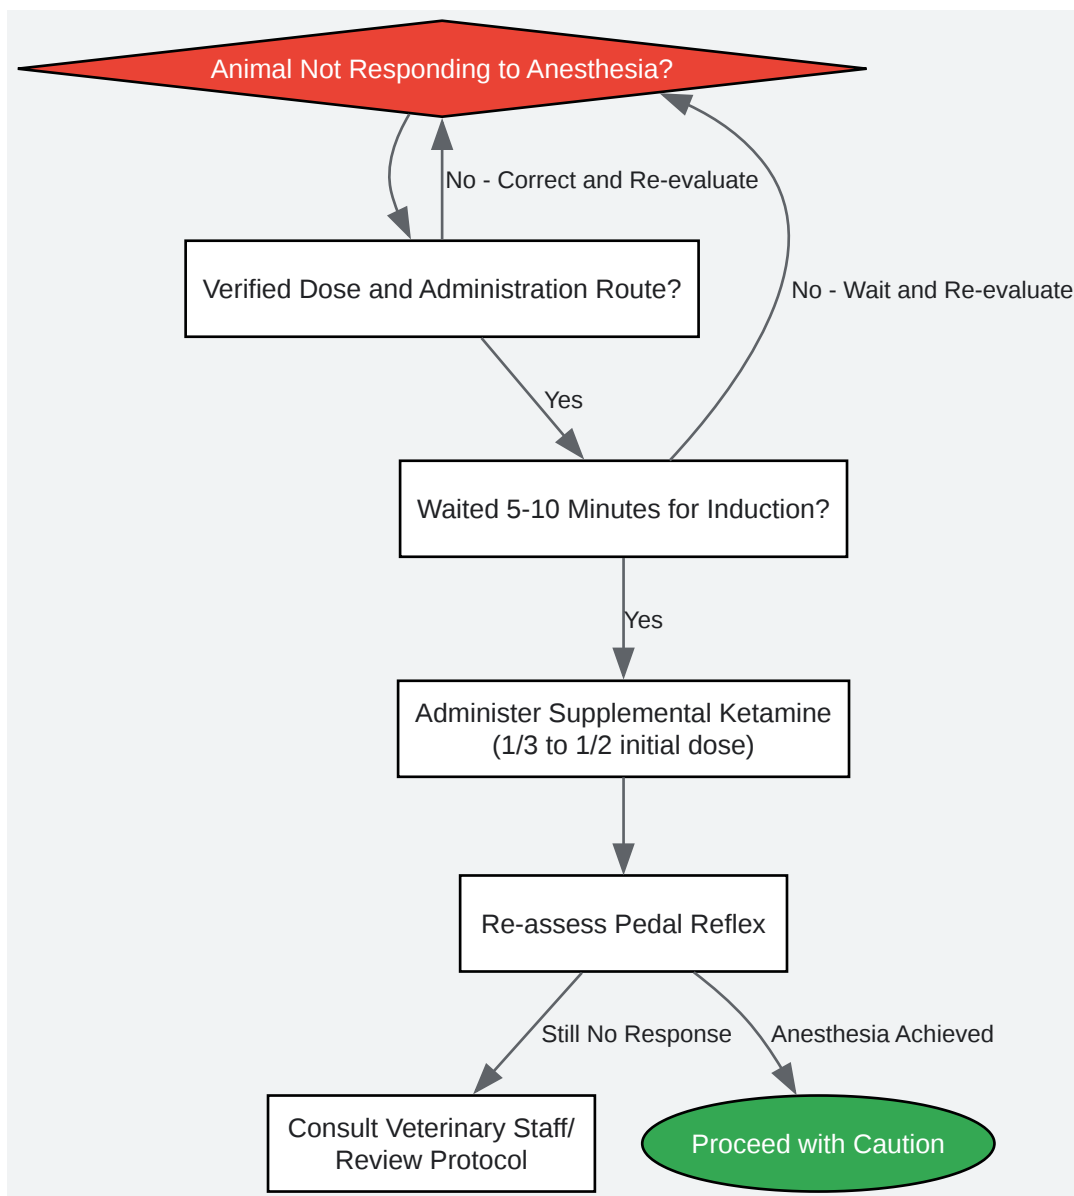 Animal Not Responding to Anesthesia?
No - Correct and Re-evaluate
Verified Dose and Administration Route?
No - Wait and Re-evaluate
Yes
Waited 5-10 Minutes for Induction?
Yes
Administer Supplemental Ketamine
(1/3 to 1/2 initial dose)
Re-assess Pedal Reflex
Still No Response
Anesthesia Achieved
Consult Veterinary Staff/
Review Protocol
Proceed with Caution